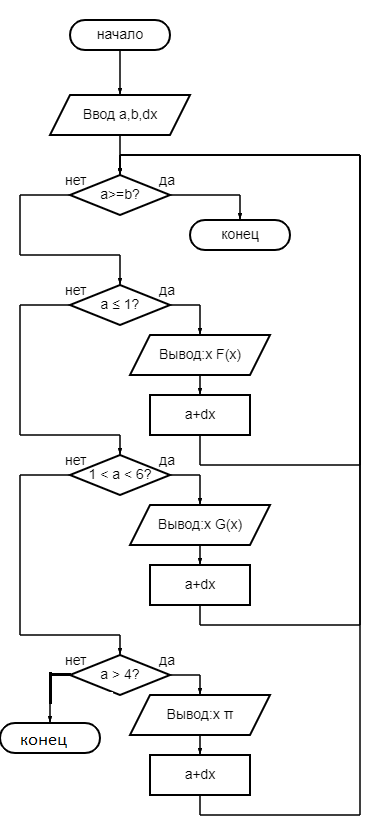 начало
Ввод a,b,dx
нет
да
a>=b?
конец
нет
да
a ≤ 1?
Вывод:x F(x)
a+dx
нет
да
1 < a < 6?
Вывод:x G(x)
a+dx
нет
да
a > 4?
Вывод:x π
конец
a+dx